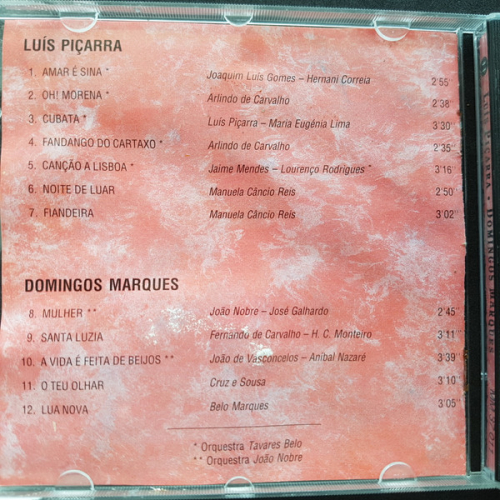 LUÍS PIÇARRA
1. AMAR É SINA * Joaquim Luís Gomes – Hernani Correia 2'55''
2. OH! MORENA * Arlindo de Carvalho 2'38''
3. CUBATA * Luís Piçarra – Maria Eugénia Lima 3'30''
4. FANDANGO DO CARTAXO * Arlindo de Carvalho 2'35''
5. CANÇÃO A LISBOA * Jaime Mendes – Lourenço Rodrigues * 3'16''
6. NOITE DE LUAR Manuela Câncio Reis 2'50''
7. FIANDEIRA Manuela Câncio Reis 3'02''
DOMINGOS MARQUES
8. MULHER ** João Nobre – José Galhardo 2'45''
9. SANTA LUZIA Fernando de Carvalho – H. C. Monteiro 3'11''
10. A VIDA É FEITA DE BEIJOS ** João de Vasconcelos – Aníbal Nazaré 3'39''
11. O TEU OLHAR Cruz e Sousa 3'10''
12. LUA NOVA Belo Marques 3'05''
* Orquestra Tavares Belo
** Orquestra João Nobre
LUÍS PIÇARRA • DOMINGOS MARQUES